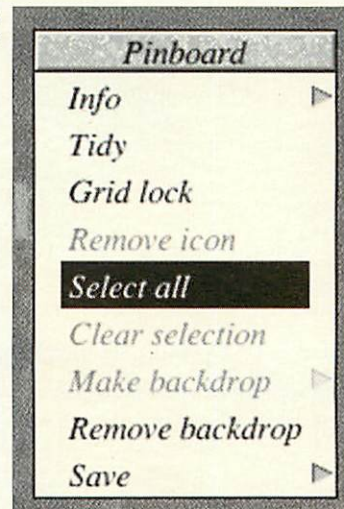 Pinboard
Info
Tidy
Grid lock
Remove icon
Select all
Clear selection
Make backdrop
Remove backdrop
Save